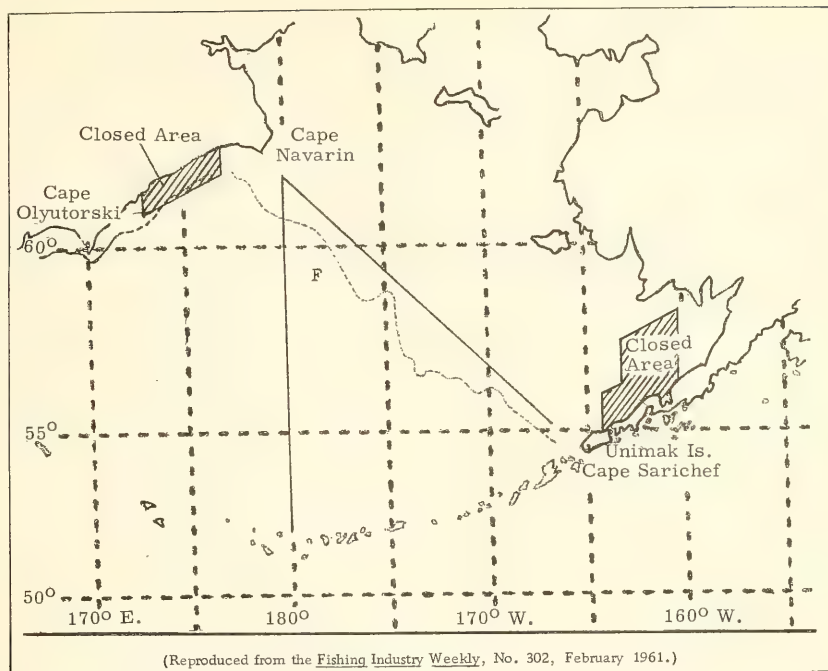 Closed Area
Cape
Navarin
Cape
Olyutorski
60°
F
Closed
Area
55°
Unimak Is.
Cape Sarichef
50°
170° E.
180°
170° W.
160° W.
(Reproduced from the Fishing Industry Weekly, No. 302, February 1961.)